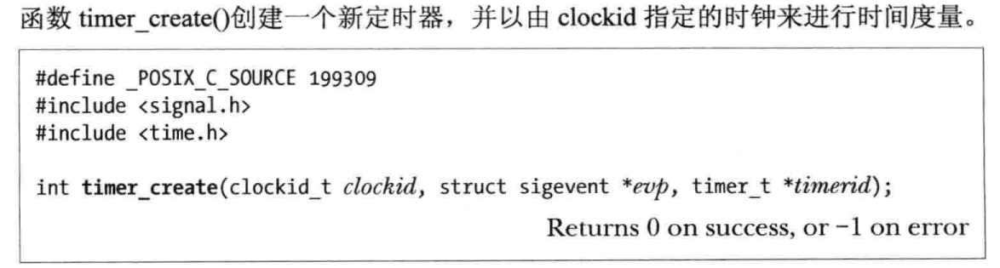 函数 timer_create()创建一个新定时器，并以由 clockid 指定的时钟来进行时间度量。
#define _POSIX_C_SOURCE 199309
#include <signal.h>
#include <time.h>
int timer_create(clockid_t clockid, struct sigevent *evp, timer_t *timerid);
Returns 0 on success, or −1 on error